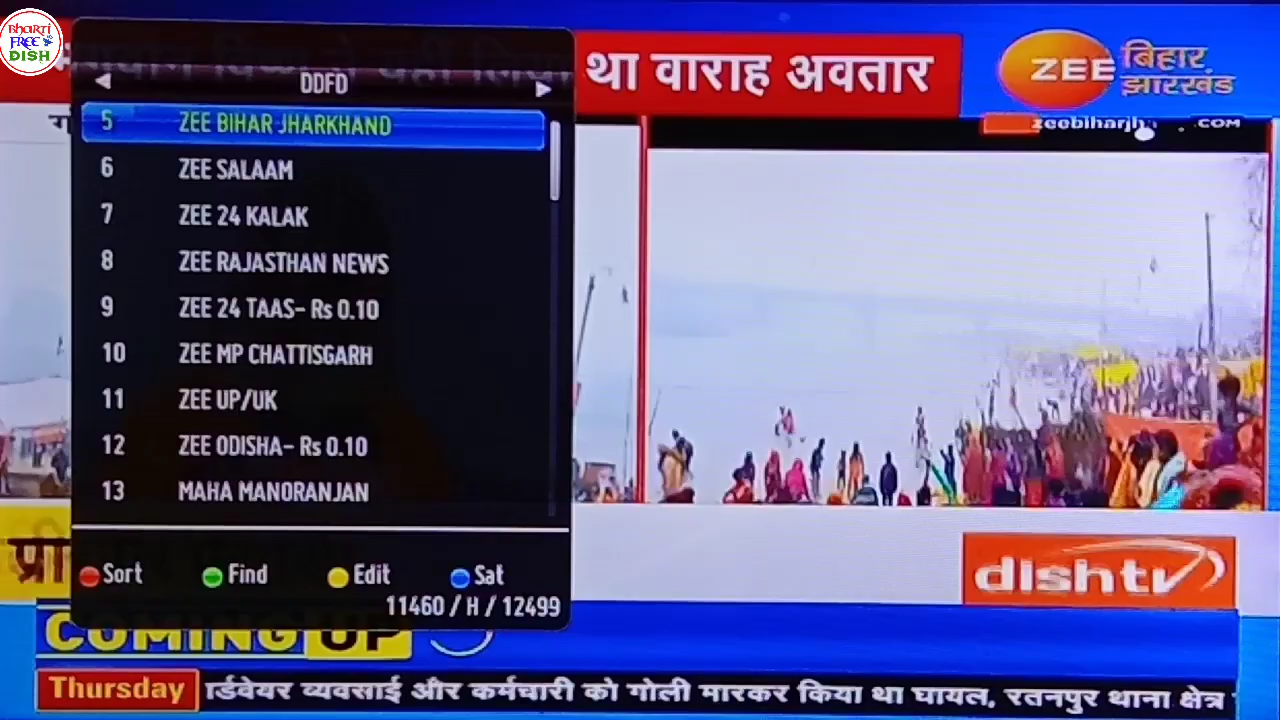 BHARTI
FREE
DISH
था वाराह अवतार
ZEE बिहार
झारखंड
.COM
DDFD
5 ZEE BIHAR JHARKHAND
6 ZEE SALAAM
7 ZEE 24 KALAK
8 ZEE RAJASTHAN NEWS
9 ZEE 24 TAAS- Rs 0.10
10 ZEE MP CHATTISGARH
11 ZEE UP/UK
12 ZEE ODISHA- Rs 0.10
13 MAHA MANORANJAN
Sort Find Edit Sat
11460 / H / 12499
dishtv
COMING UP
Thursday
र्डवेयर व्यवसाई और कर्मचारी को गोली मारकर किया था घायल, रतनपुर थाना क्षेत्र